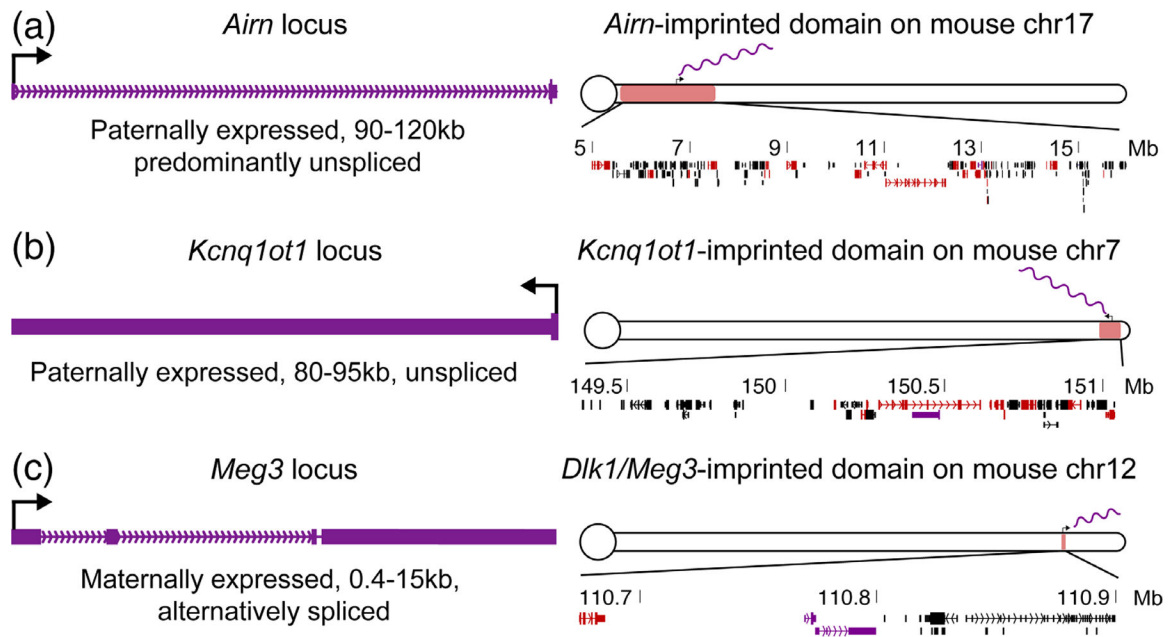 (a)
Airn locus
Airn-imprinted domain on mouse chr17
Paternally expressed, 90-120kb
predominantly unspliced
5 7 9 11 13 15 Mb
(b)
Kcnq1ot1 locus
Kcnq1ot1-imprinted domain on mouse chr7
Paternally expressed, 80-95kb, unspliced
149.5 150 150.5 151 Mb
(c)
Meg3 locus
Dlk1/Meg3-imprinted domain on mouse chr12
Maternally expressed, 0.4-15kb,
alternatively spliced
110.7 110.8 110.9 Mb